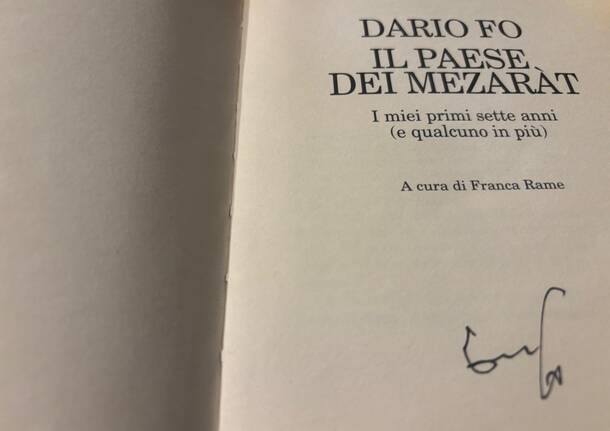 DARIO FO
IL PAESE
DEI MEZARÀT
I miei primi sette anni
(e qualcuno in più)
A cura di Franca Rame